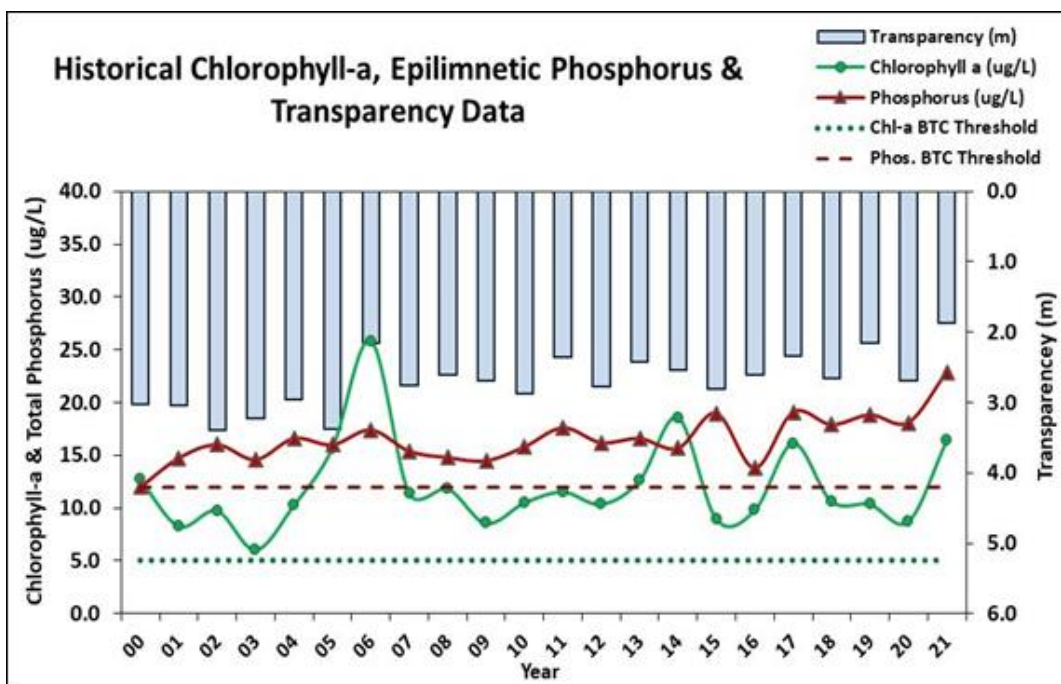 Historical Chlorophyll-a, Epilimnetic Phosphorus &
Transparency Data
Transparency (m)
Chlorophyll a (ug/L)
Phosphorus (ug/L)
Chl-a BTC Threshold
Phos. BTC Threshold
Chlorophyll-a & Total Phosphorus (ug/L)
40.0
35.0
30.0
25.0
20.0
15.0
10.0
5.0
0.0
0.0
1.0
2.0
3.0
4.0
5.0
6.0
Transparencey (m)
00 01 02 03 04 05 06 07 08 09 10 11 12 13 14 15 16 17 18 19 20 21
Year